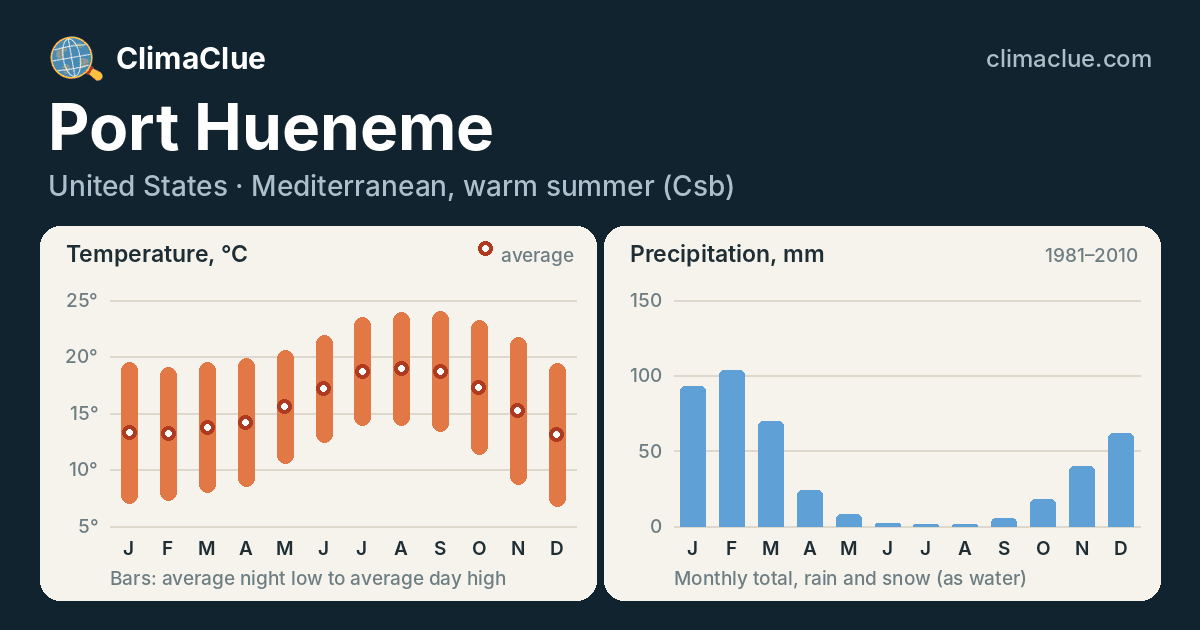 ClimaClue
climaclue.com
Port Hueneme
United States · Mediterranean, warm summer (Csb)
Temperature, °C
average
25°
20°
15°
10°
5°
J F M A M J J A S O N D
Bars: average night low to average day high
Precipitation, mm
1981–2010
150
100
50
0
J F M A M J J A S O N D
Monthly total, rain and snow (as water)